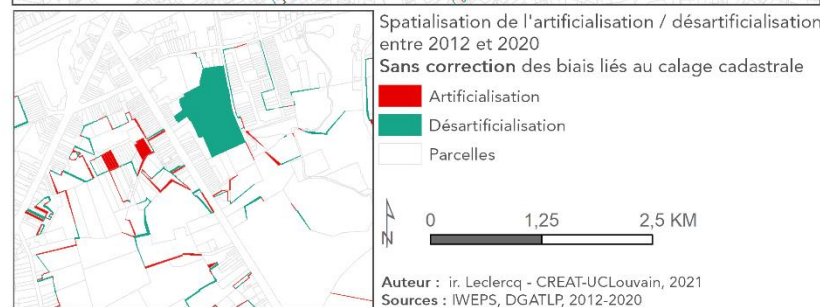 Spatialisation de l'artificialisation / désartificialisation
entre 2012 et 2020
Sans correction des biais liés au calage cadastrale
Artificialisation
Désartificialisation
Parcelles
N
0 1,25 2,5 KM
Auteur : ir. Leclercq - CREAT-UCLouvain, 2021
Sources : IWEPS, DGATLP, 2012-2020